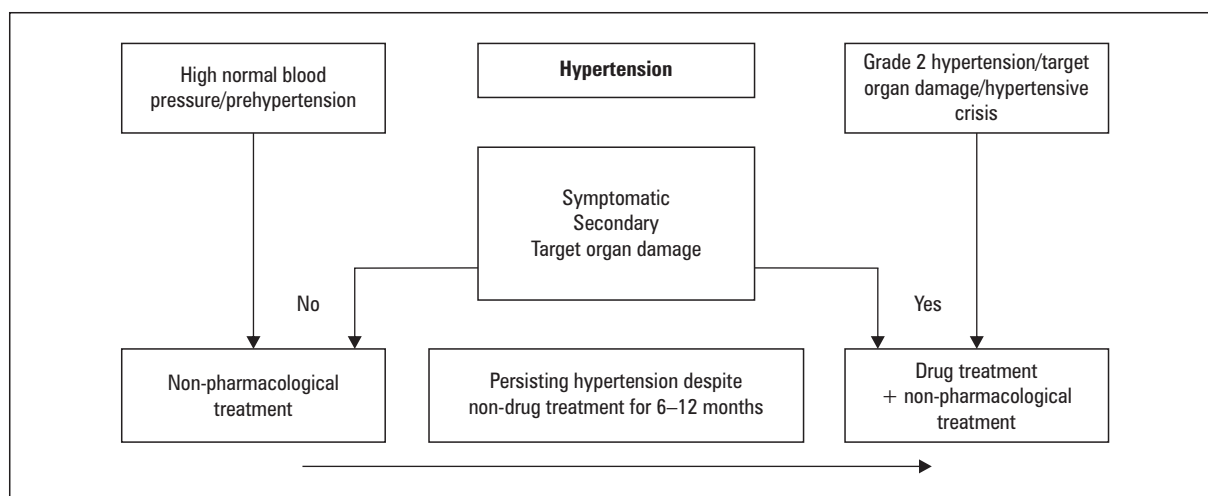 High normal blood
pressure/prehypertension
Hypertension
Grade 2 hypertension/target
organ damage/hypertensive
crisis
Symptomatic
Secondary
Target organ damage
No
Yes
Non-pharmacological
treatment
Persisting hypertension despite
non-drug treatment for 6–12 months
Drug treatment
+ non-pharmacological
treatment